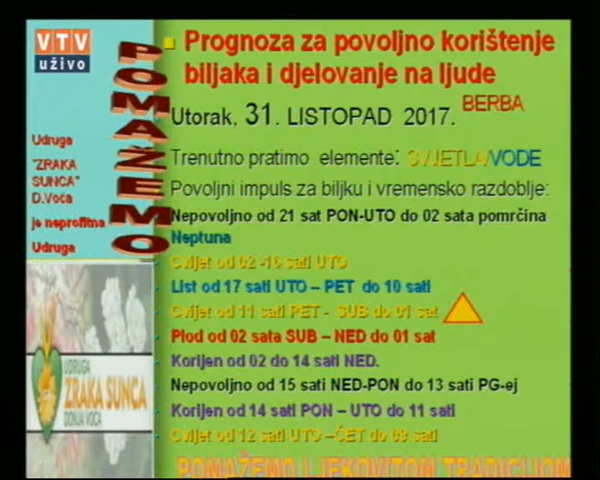 VTV
uživo
POMAŽEMO
Udruga
"ZRAKA
SUNCA"
D.Voća
je neprofitna
Udruga
UDRUGA
ZRAKA SUNCA
DONJA VOĆA
Prognoza za povoljno korištenje
biljaka i djelovanje na ljude
Utorak, 31. LISTOPAD 2017. BERBA
Trenutno pratimo elemente: SVJETLA/VODE
Povoljni impuls za biljku i vremensko razdoblje:
Nepovoljno od 21 sat PON-UTO do 02 sata pomrčina
Neptuna
Cvijet od 02 -16 sati UTO
List od 17 sati UTO – PET do 10 sati
Cvijet od 11 sati PET - SUB do 01 sat
Plod od 02 sata SUB – NED do 01 sat
Korijen od 02 do 14 sati NED.
Nepovoljno od 15 sati NED-PON do 13 sati PG-ej
Korijen od 14 sati PON – UTO do 11 sati
Cvijet od 12 sati UTO –ČET do 09 sati
POMAŽEMO LJEKOVITOM TRADICIJOM